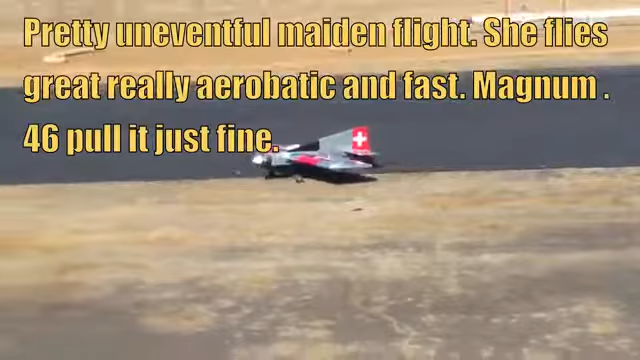 Pretty uneventful maiden flight. She flies
great really aerobatic and fast. Magnum .
46 pull it just fine.